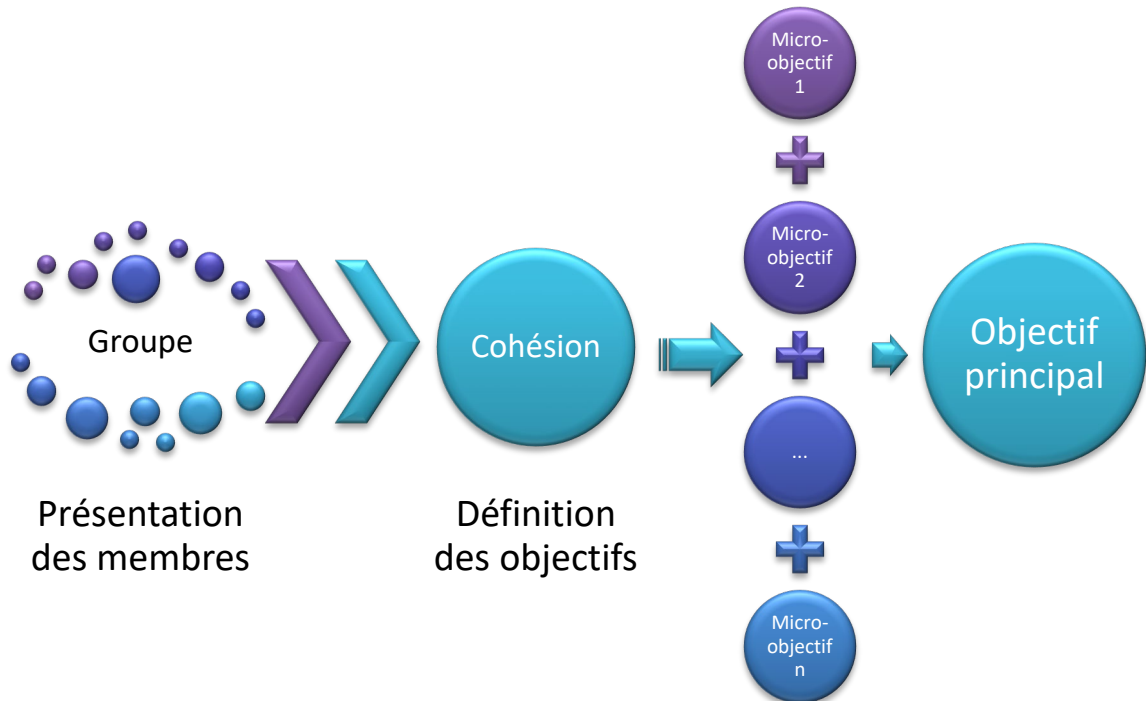 Groupe
Présentation
des membres
Cohésion
Définition
des objectifs
Micro-
objectif
1
Micro-
objectif
2
...
Micro-
objectif
n
Objectif
principal